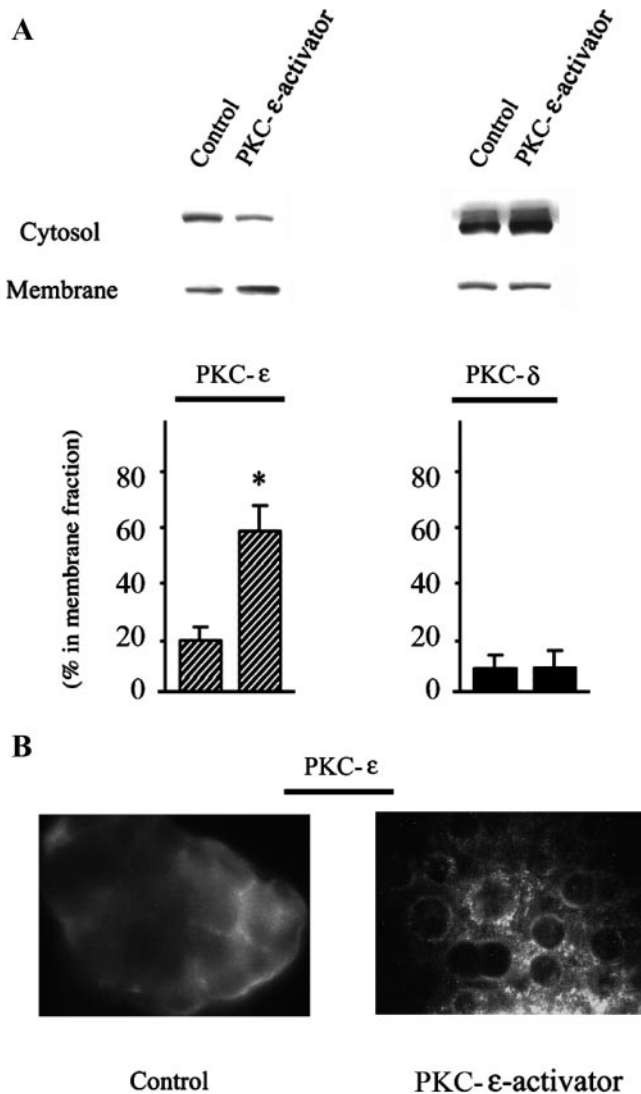 A
Control
PKC-ε-activator
Control
PKC-ε-activator
Cytosol
Membrane
PKC-ε
PKC-δ
(% in membrane fraction)
80
60
40
20
0
*
80
60
40
20
0
B
PKC-ε
Control
PKC-ε-activator